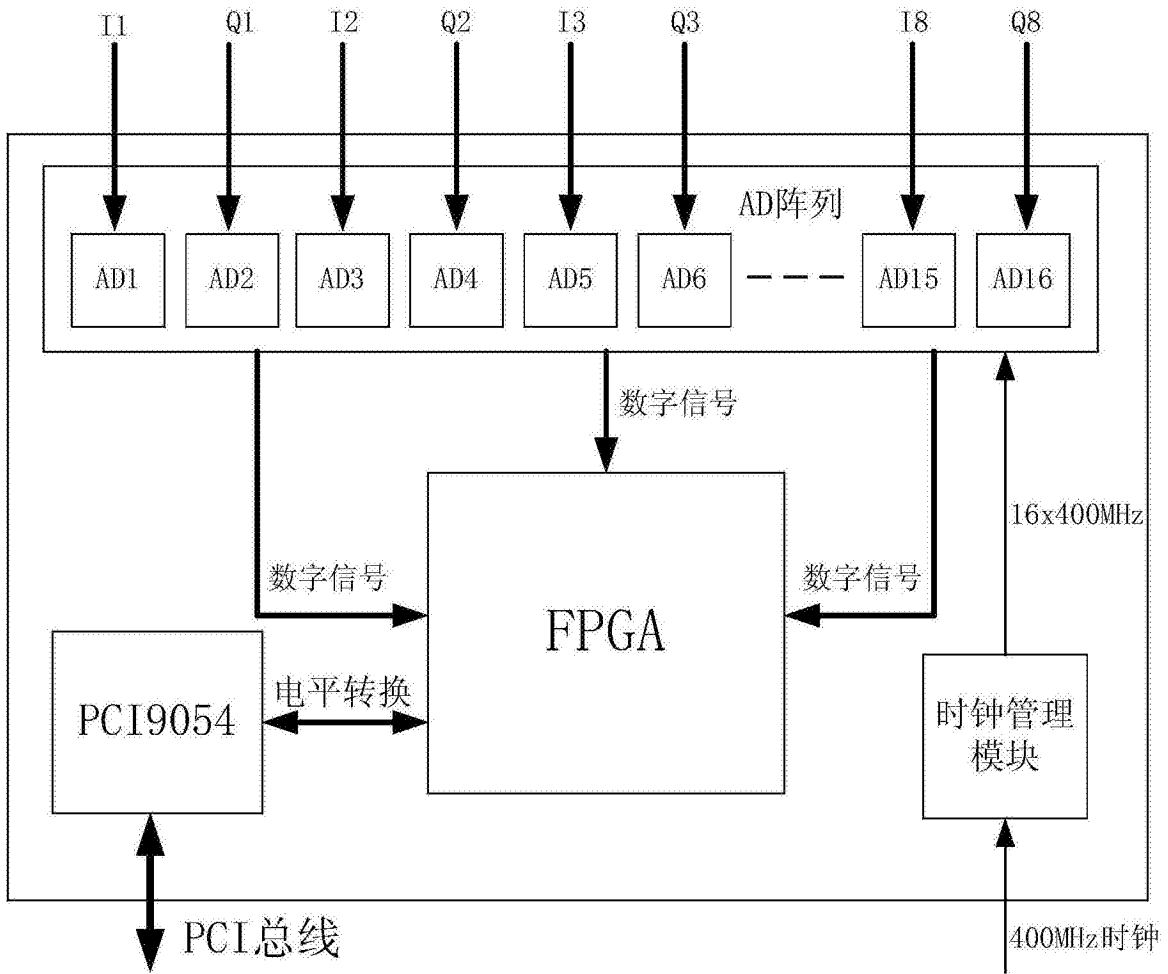 I1 Q1 I2 Q2 I3 Q3 I8 Q8
AD阵列
AD1 AD2 AD3 AD4 AD5 AD6 AD15 AD16
数字信号
16x400MHz
数字信号
数字信号
FPGA
电平转换
PCI9054
时钟管理
模块
PCI总线
400MHz时钟